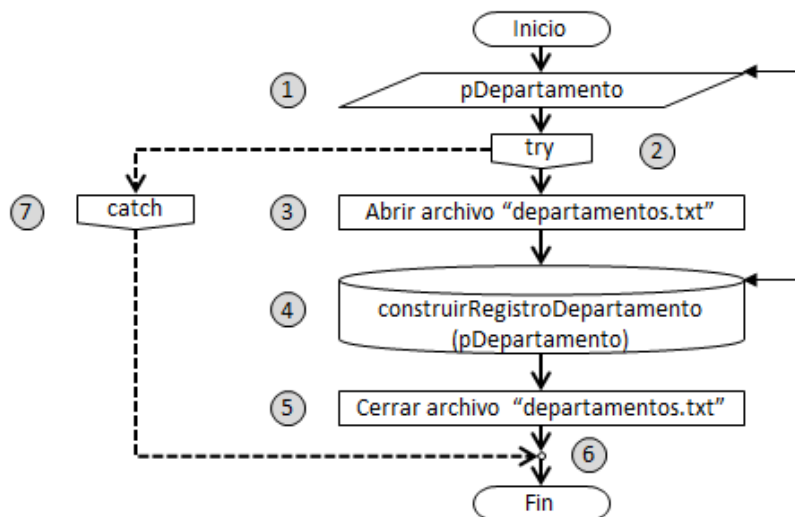 Inicio
1
pDepartamento
try
2
7
catch
3
Abrir archivo “departamentos.txt”
4
construirRegistroDepartamento
(pDepartamento)
5
Cerrar archivo “departamentos.txt”
6
Fin